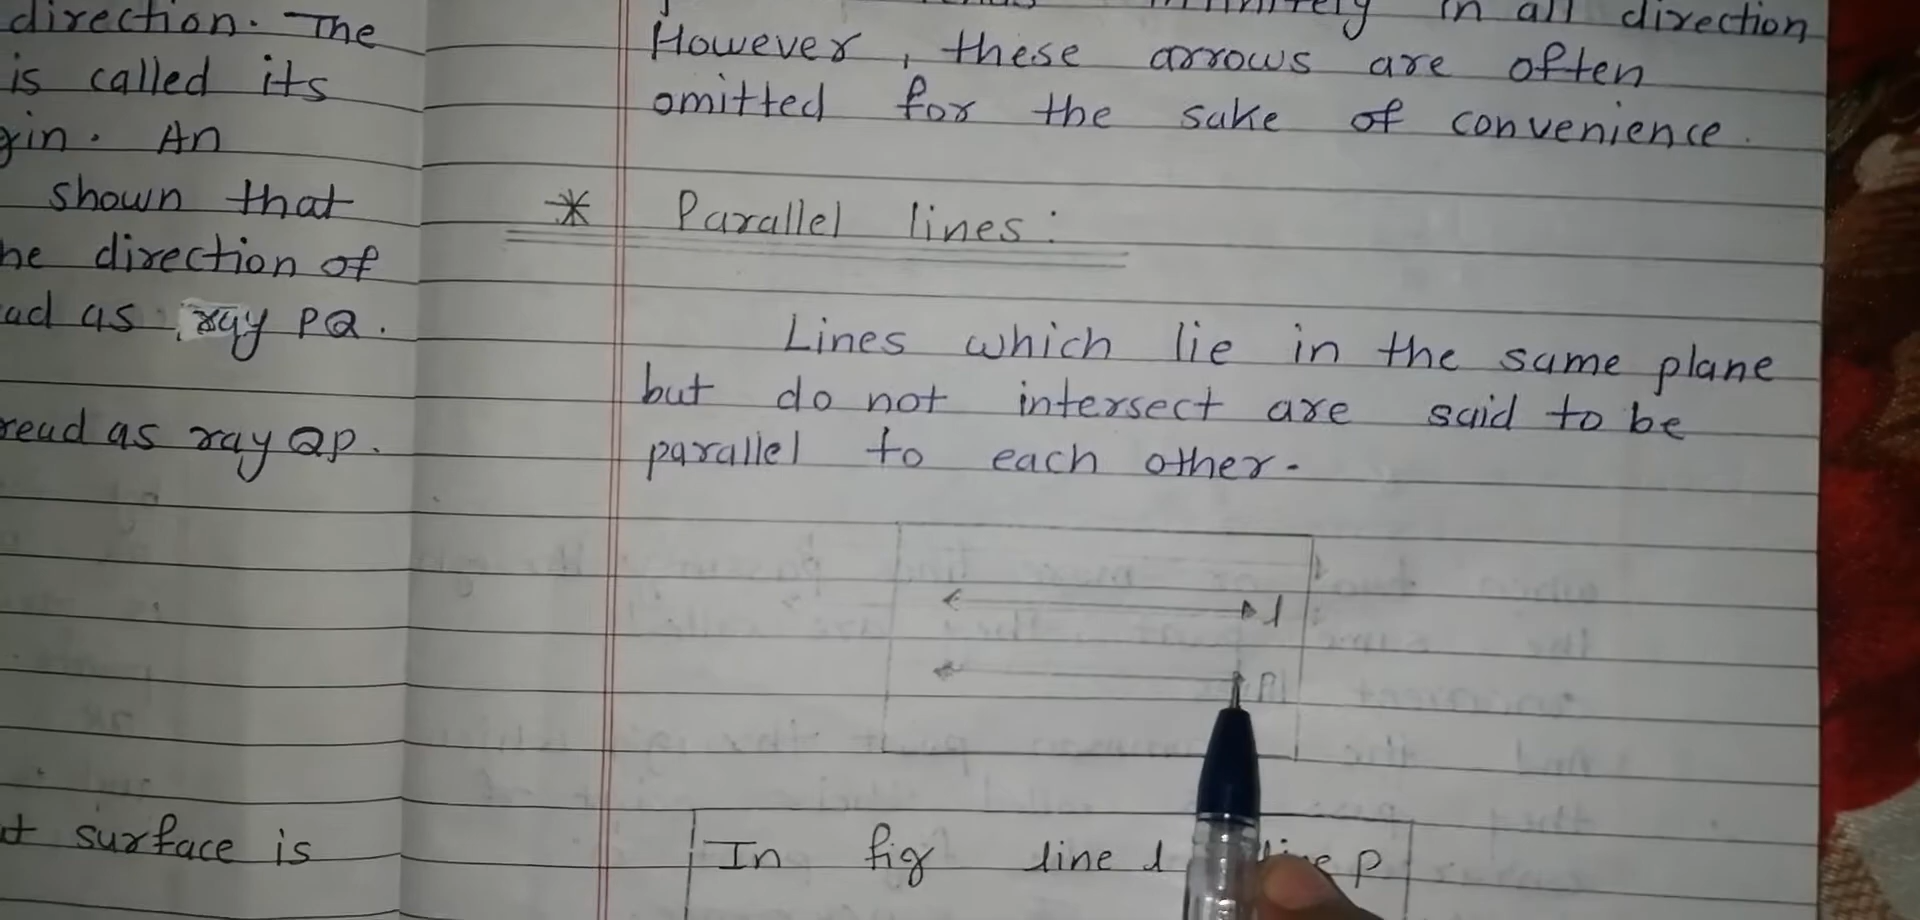 direction. The
is called its
gin. An
shown that
he direction of
ad as ray PQ.
read as ray QP.
t surface is
infinitely in all direction
However, these arrows are often
omitted for the sake of convenience.
* Parallel lines:
Lines which lie in the same plane
but do not intersect are said to be
parallel to each other.
l
p
In fig line l line p